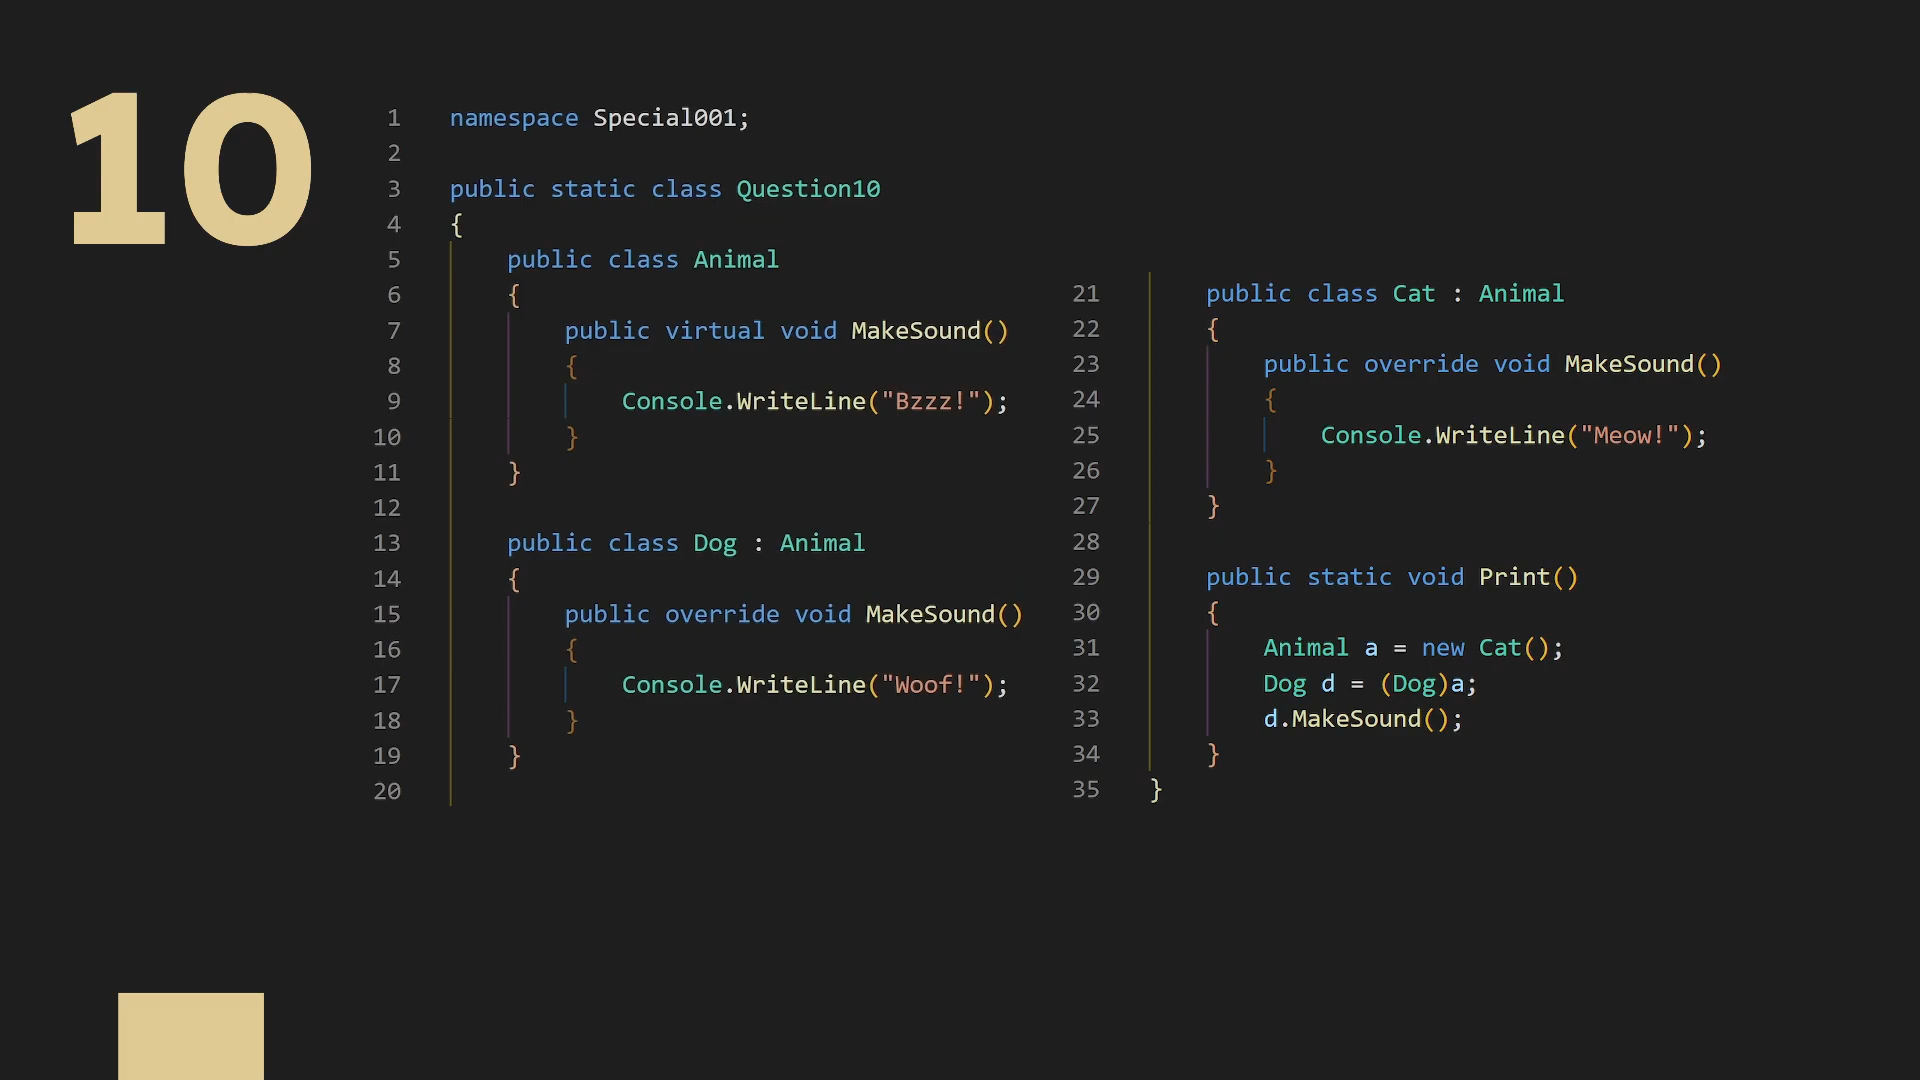 10
1 namespace Special001;
2
3 public static class Question10
4 {
5     public class Animal
6     {
7         public virtual void MakeSound()
8         {
9             Console.WriteLine("Bzzz!");
10         }
11     }
12
13     public class Dog : Animal
14     {
15         public override void MakeSound()
16         {
17             Console.WriteLine("Woof!");
18         }
19     }
20
21     public class Cat : Animal
22     {
23         public override void MakeSound()
24         {
25             Console.WriteLine("Meow!");
26         }
27     }
28
29     public static void Print()
30     {
31         Animal a = new Cat();
32         Dog d = (Dog)a;
33         d.MakeSound();
34     }
35 }